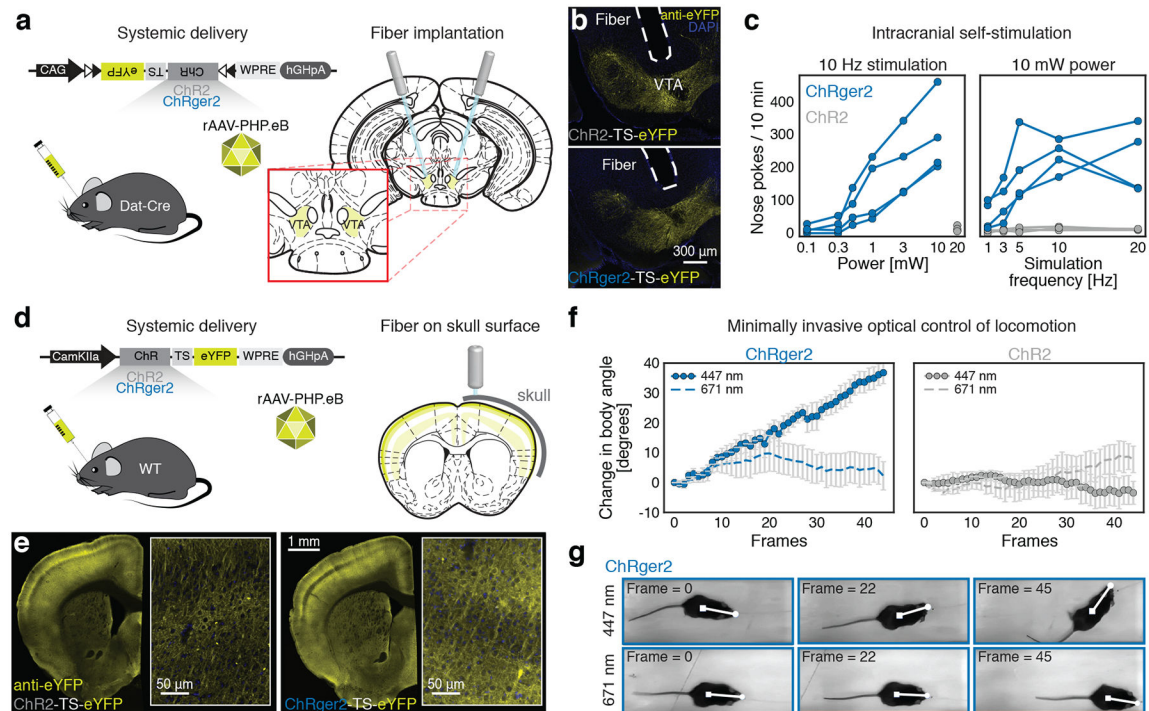 a
Systemic delivery
Fiber implantation
CAG
eYFP
TS
ChR
WPRE
hGHpA
ChR2
ChRger2
rAAV-PHP.eB
Dat-Cre
VTA
VTA
b
Fiber
anti-eYFP
DAPI
VTA
ChR2-TS-eYFP
Fiber
300 µm
ChRger2-TS-eYFP
c
Intracranial self-stimulation
10 Hz stimulation
10 mW power
ChRger2
ChR2
Nose pokes / 10 min
400
300
200
100
0
0.1 0.3 1 3 10 20
Power [mW]
1 3 5 10 20
Simulation
frequency [Hz]
d
Systemic delivery
Fiber on skull surface
CamKIIa
ChR
TS
eYFP
WPRE
hGHpA
ChR2
ChRger2
rAAV-PHP.eB
WT
skull
e
anti-eYFP
ChR2-TS-eYFP
50 µm
1 mm
ChRger2-TS-eYFP
50 µm
f
Minimally invasive optical control of locomotion
ChRger2
ChR2
447 nm
671 nm
447 nm
671 nm
Change in body angle
[degrees]
40
30
20
10
0
-10
0 10 20 30 40
Frames
0 10 20 30 40
Frames
g
ChRger2
447 nm
Frame = 0
Frame = 22
Frame = 45
671 nm
Frame = 0
Frame = 22
Frame = 45